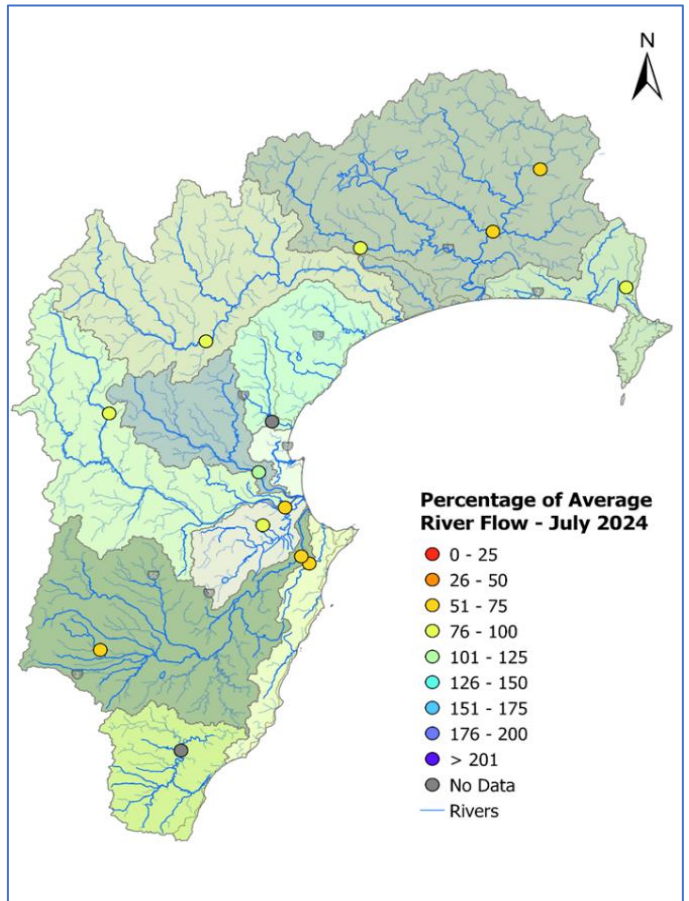 N
Percentage of Average
River Flow - July 2024
0 - 25
26 - 50
51 - 75
76 - 100
101 - 125
126 - 150
151 - 175
176 - 200
> 201
No Data
Rivers